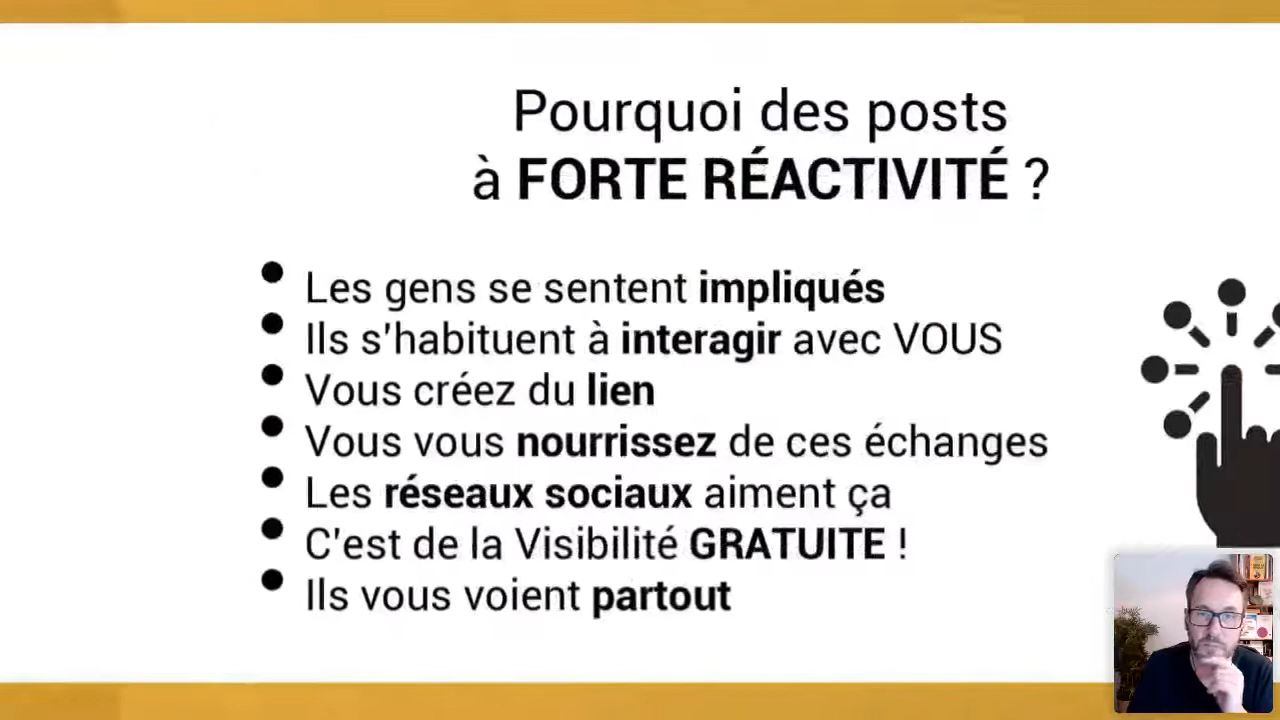 Pourquoi des posts
à FORTE RÉACTIVITÉ ?
Les gens se sentent impliqués
Ils s'habituent à interagir avec VOUS
Vous créez du lien
Vous vous nourrissez de ces échanges
Les réseaux sociaux aiment ça
C'est de la Visibilité GRATUITE !
Ils vous voient partout